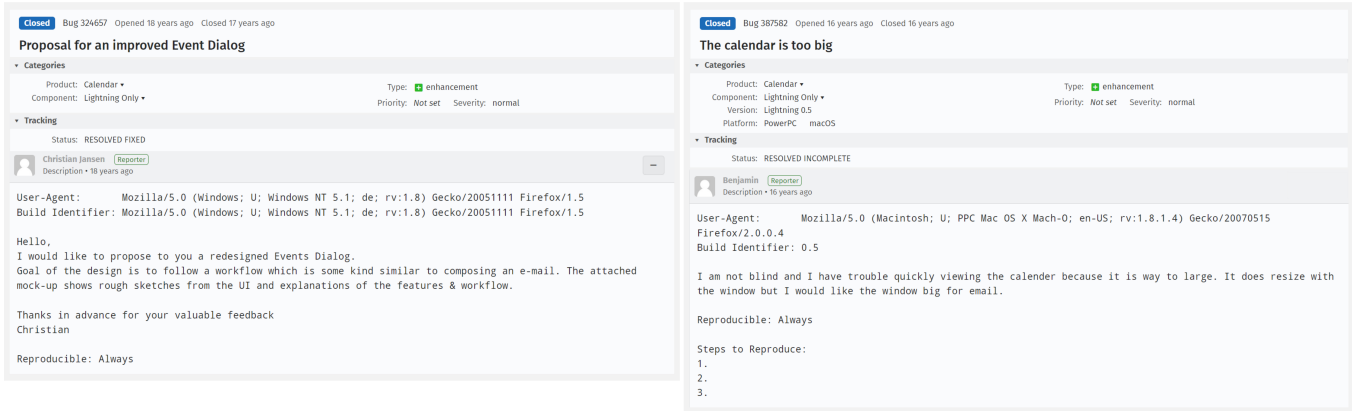 Closed Bug 324657 Opened 18 years ago Closed 17 years ago
Proposal for an improved Event Dialog
▾ Categories
Product: Calendar ▾
Component: Lightning Only ▾
Type: + enhancement
Priority: Not set Severity: normal
▾ Tracking
Status: RESOLVED FIXED
Christian Jansen Reporter
Description • 18 years ago
User-Agent: Mozilla/5.0 (Windows; U; Windows NT 5.1; de; rv:1.8) Gecko/20051111 Firefox/1.5
Build Identifier: Mozilla/5.0 (Windows; U; Windows NT 5.1; de; rv:1.8) Gecko/20051111 Firefox/1.5
Hello,
I would like to propose to you a redesigned Events Dialog.
Goal of the design is to follow a workflow which is some kind similar to composing an e-mail. The attached
mock-up shows rough sketches from the UI and explanations of the features & workflow.
Thanks in advance for your valuable feedback
Christian
Reproducible: Always
Closed Bug 387582 Opened 16 years ago Closed 16 years ago
The calendar is too big
▾ Categories
Product: Calendar ▾
Component: Lightning Only ▾
Version: Lightning 0.5
Platform: PowerPC macOS
Type: + enhancement
Priority: Not set Severity: normal
▾ Tracking
Status: RESOLVED INCOMPLETE
Benjamin Reporter
Description • 16 years ago
User-Agent: Mozilla/5.0 (Macintosh; U; PPC Mac OS X Mach-O; en-US; rv:1.8.1.4) Gecko/20070515
Firefox/2.0.0.4
Build Identifier: 0.5
I am not blind and I have trouble quickly viewing the calender because it is way to large. It does resize with
the window but I would like the window big for email.
Reproducible: Always
Steps to Reproduce:
1.
2.
3.